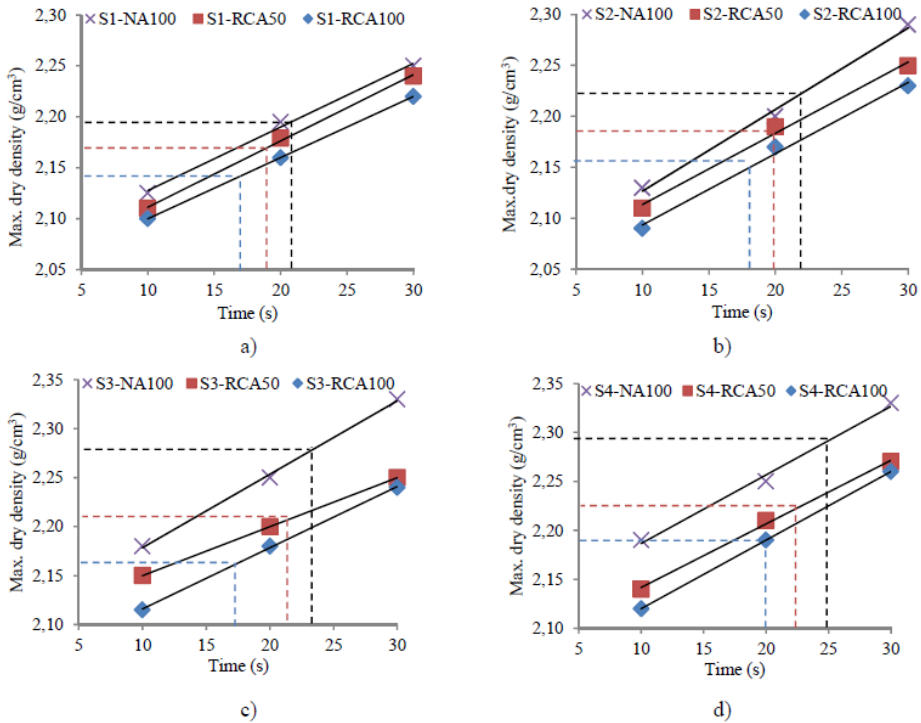 S1-NA100 S1-RCA50 S1-RCA100
Max. dry density (g/cm³)
2,30
2,25
2,20
2,15
2,10
2,05
5 10 15 20 25 30
Time (s)
a)
S2-NA100 S2-RCA50 S2-RCA100
Max.dry density (g/cm³)
2,30
2,25
2,20
2,15
2,10
2,05
5 10 15 20 25 30
Time (s)
b)
S3-NA100 S3-RCA50 S3-RCA100
Max. dry density (g/cm³)
2,35
2,30
2,25
2,20
2,15
2,10
5 10 15 20 25 30
Time (s)
c)
S4-NA100 S4-RCA50 S4-RCA100
Max. dry density (g/cm³)
2,35
2,30
2,25
2,20
2,15
2,10
5 10 15 20 25 30
Time (s)
d)